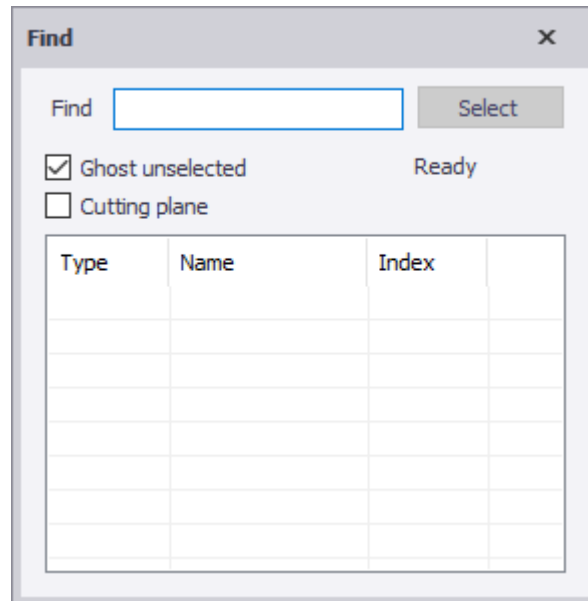 Find
Find Select
Ghost unselected Ready
Cutting plane
Type Name Index